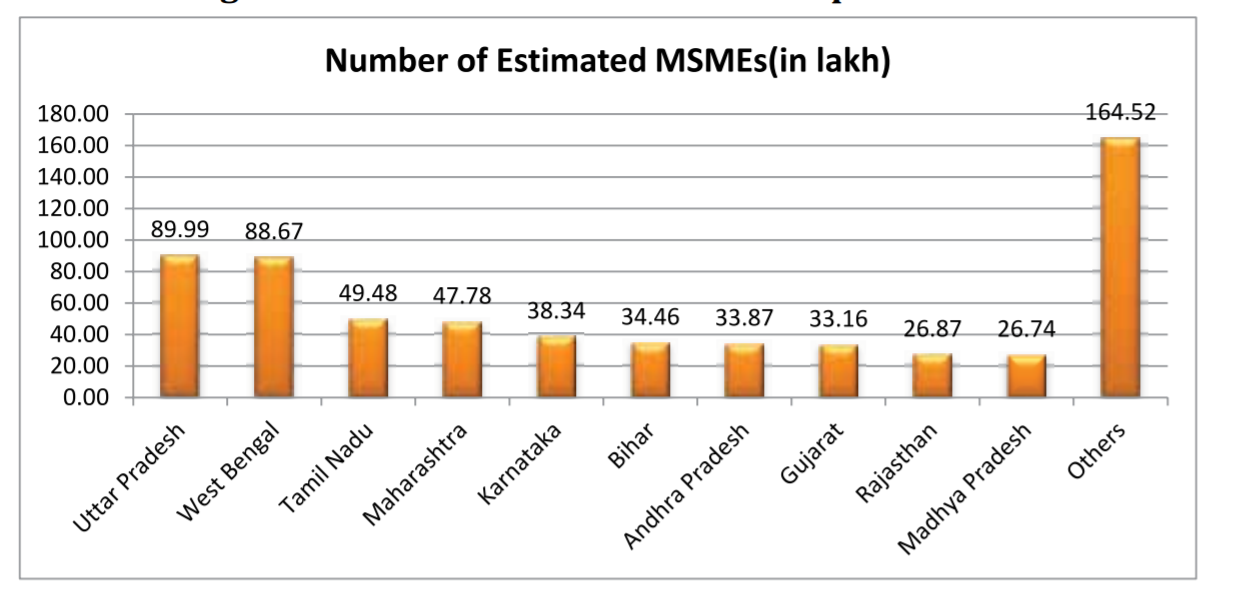 Number of Estimated MSMEs(in lakh)
180.00
160.00
140.00
120.00
100.00
80.00
60.00
40.00
20.00
0.00
89.99
88.67
49.48
47.78
38.34
34.46
33.87
33.16
26.87
26.74
164.52
Uttar Pradesh
West Bengal
Tamil Nadu
Maharashtra
Karnataka
Bihar
Andhra Pradesh
Gujarat
Rajasthan
Madhya Pradesh
Others